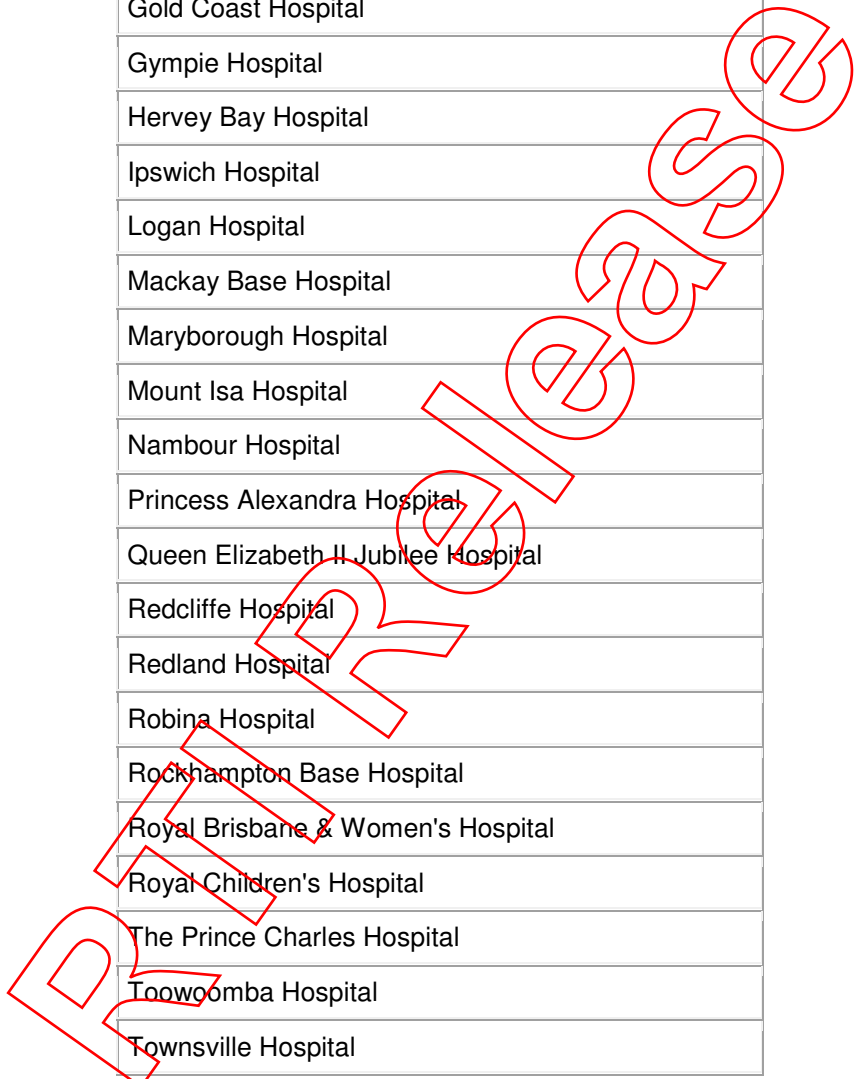 Gold Coast Hospital
Gympie Hospital
Hervey Bay Hospital
Ipswich Hospital
Logan Hospital
Mackay Base Hospital
Maryborough Hospital
Mount Isa Hospital
Nambour Hospital
Princess Alexandra Hospital
Queen Elizabeth II Jubilee Hospital
Redcliffe Hospital
Redland Hospital
Robina Hospital
Rockhampton Base Hospital
Royal Brisbane & Women's Hospital
Royal Children's Hospital
The Prince Charles Hospital
Toowoomba Hospital
Townsville Hospital
RTI Release